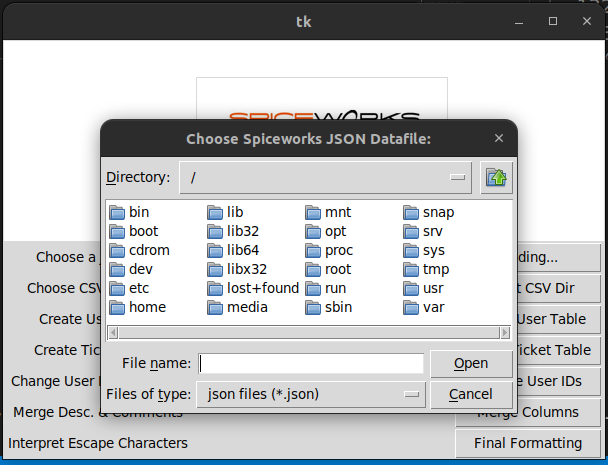 tk
SPICEWORKS
Choose Spiceworks JSON Datafile:
Directory: /
bin lib mnt snap
boot lib32 opt srv
cdrom lib64 proc sys
dev libx32 root tmp
etc lost+found run usr
home media sbin var
File name: Open
Files of type: json files (*.json) Cancel
Choose a ding...
Choose CSV CSV Dir
Create Us User Table
Create Tic Ticket Table
Change User User IDs
Merge Desc. & Comments Merge Columns
Interpret Escape Characters Final Formatting